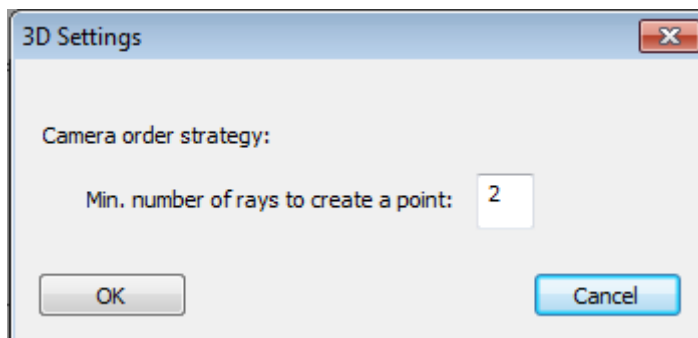 3D Settings
Camera order strategy:
Min. number of rays to create a point: 2
OK Cancel